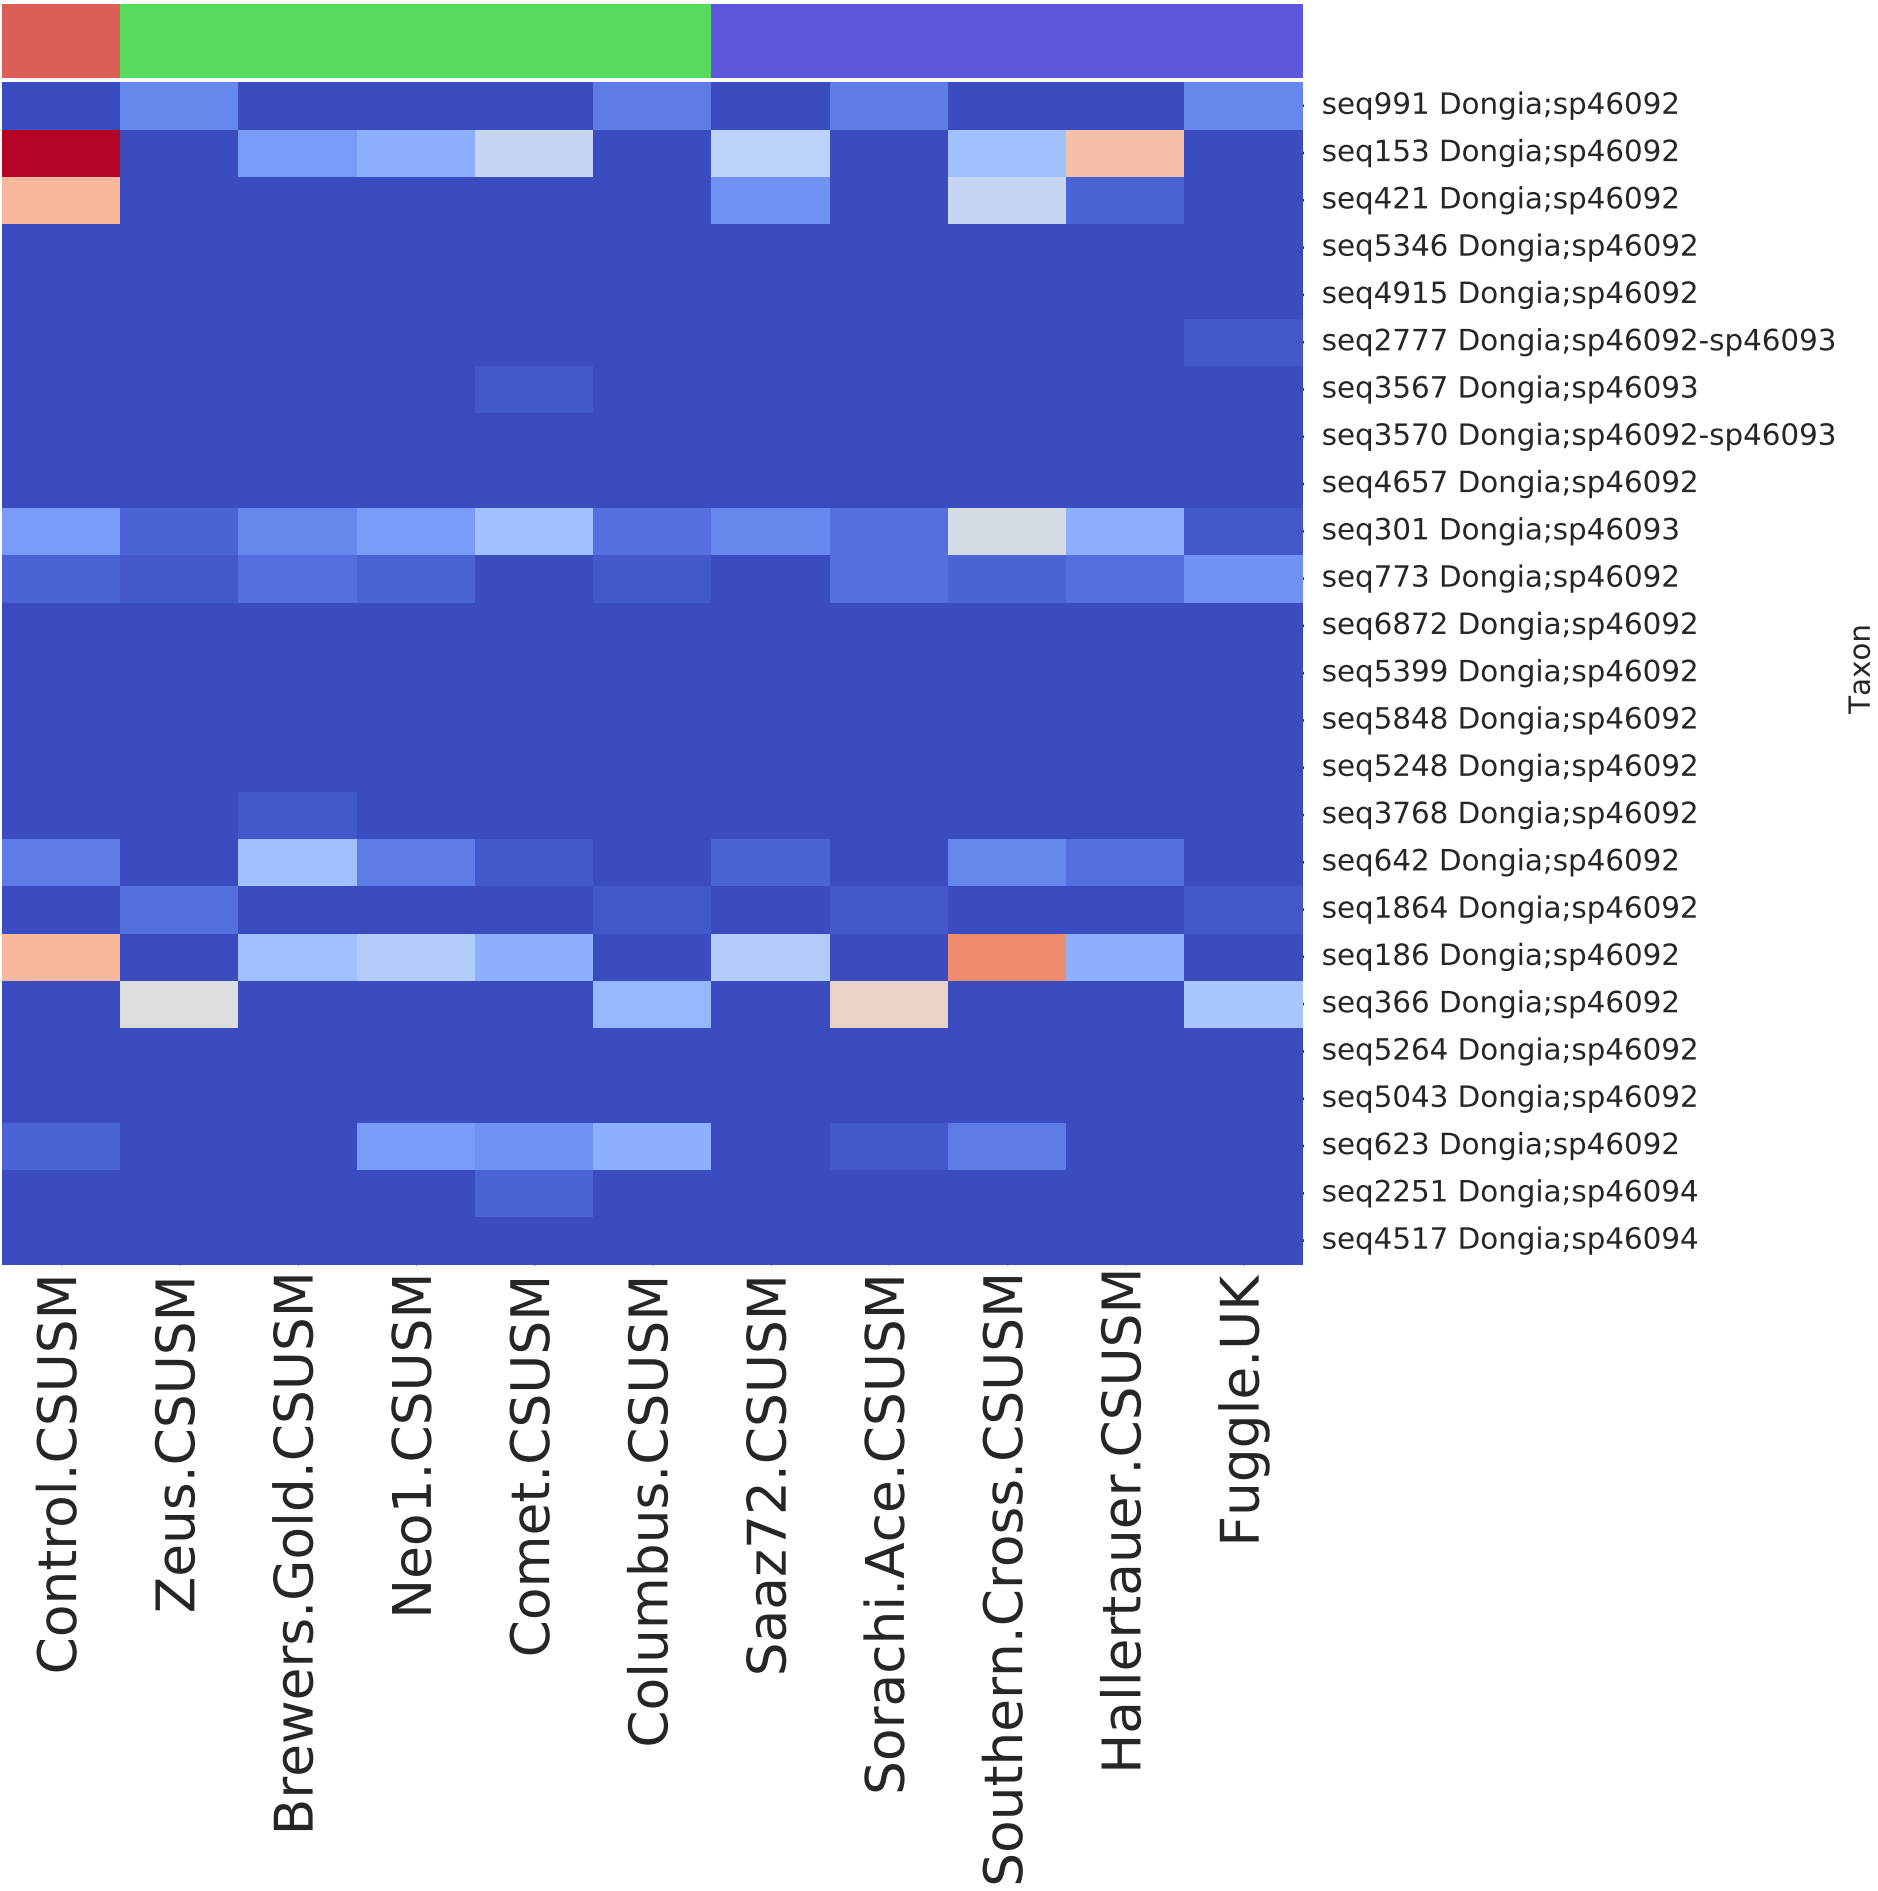 seq991 Dongia;sp46092
seq153 Dongia;sp46092
seq421 Dongia;sp46092
seq5346 Dongia;sp46092
seq4915 Dongia;sp46092
seq2777 Dongia;sp46092-sp46093
seq3567 Dongia;sp46093
seq3570 Dongia;sp46092-sp46093
seq4657 Dongia;sp46092
seq301 Dongia;sp46093
seq773 Dongia;sp46092
seq6872 Dongia;sp46092
seq5399 Dongia;sp46092
seq5848 Dongia;sp46092
seq5248 Dongia;sp46092
seq3768 Dongia;sp46092
seq642 Dongia;sp46092
seq1864 Dongia;sp46092
seq186 Dongia;sp46092
seq366 Dongia;sp46092
seq5264 Dongia;sp46092
seq5043 Dongia;sp46092
seq623 Dongia;sp46092
seq2251 Dongia;sp46094
seq4517 Dongia;sp46094
Taxon
Control.CSUSM
Zeus.CSUSM
Brewers.Gold.CSUSM
Neo1.CSUSM
Comet.CSUSM
Columbus.CSUSM
Saaz72.CSUSM
Sorachi.Ace.CSUSM
Southern.Cross.CSUSM
Hallertauer.CSUSM
Fuggle.UK